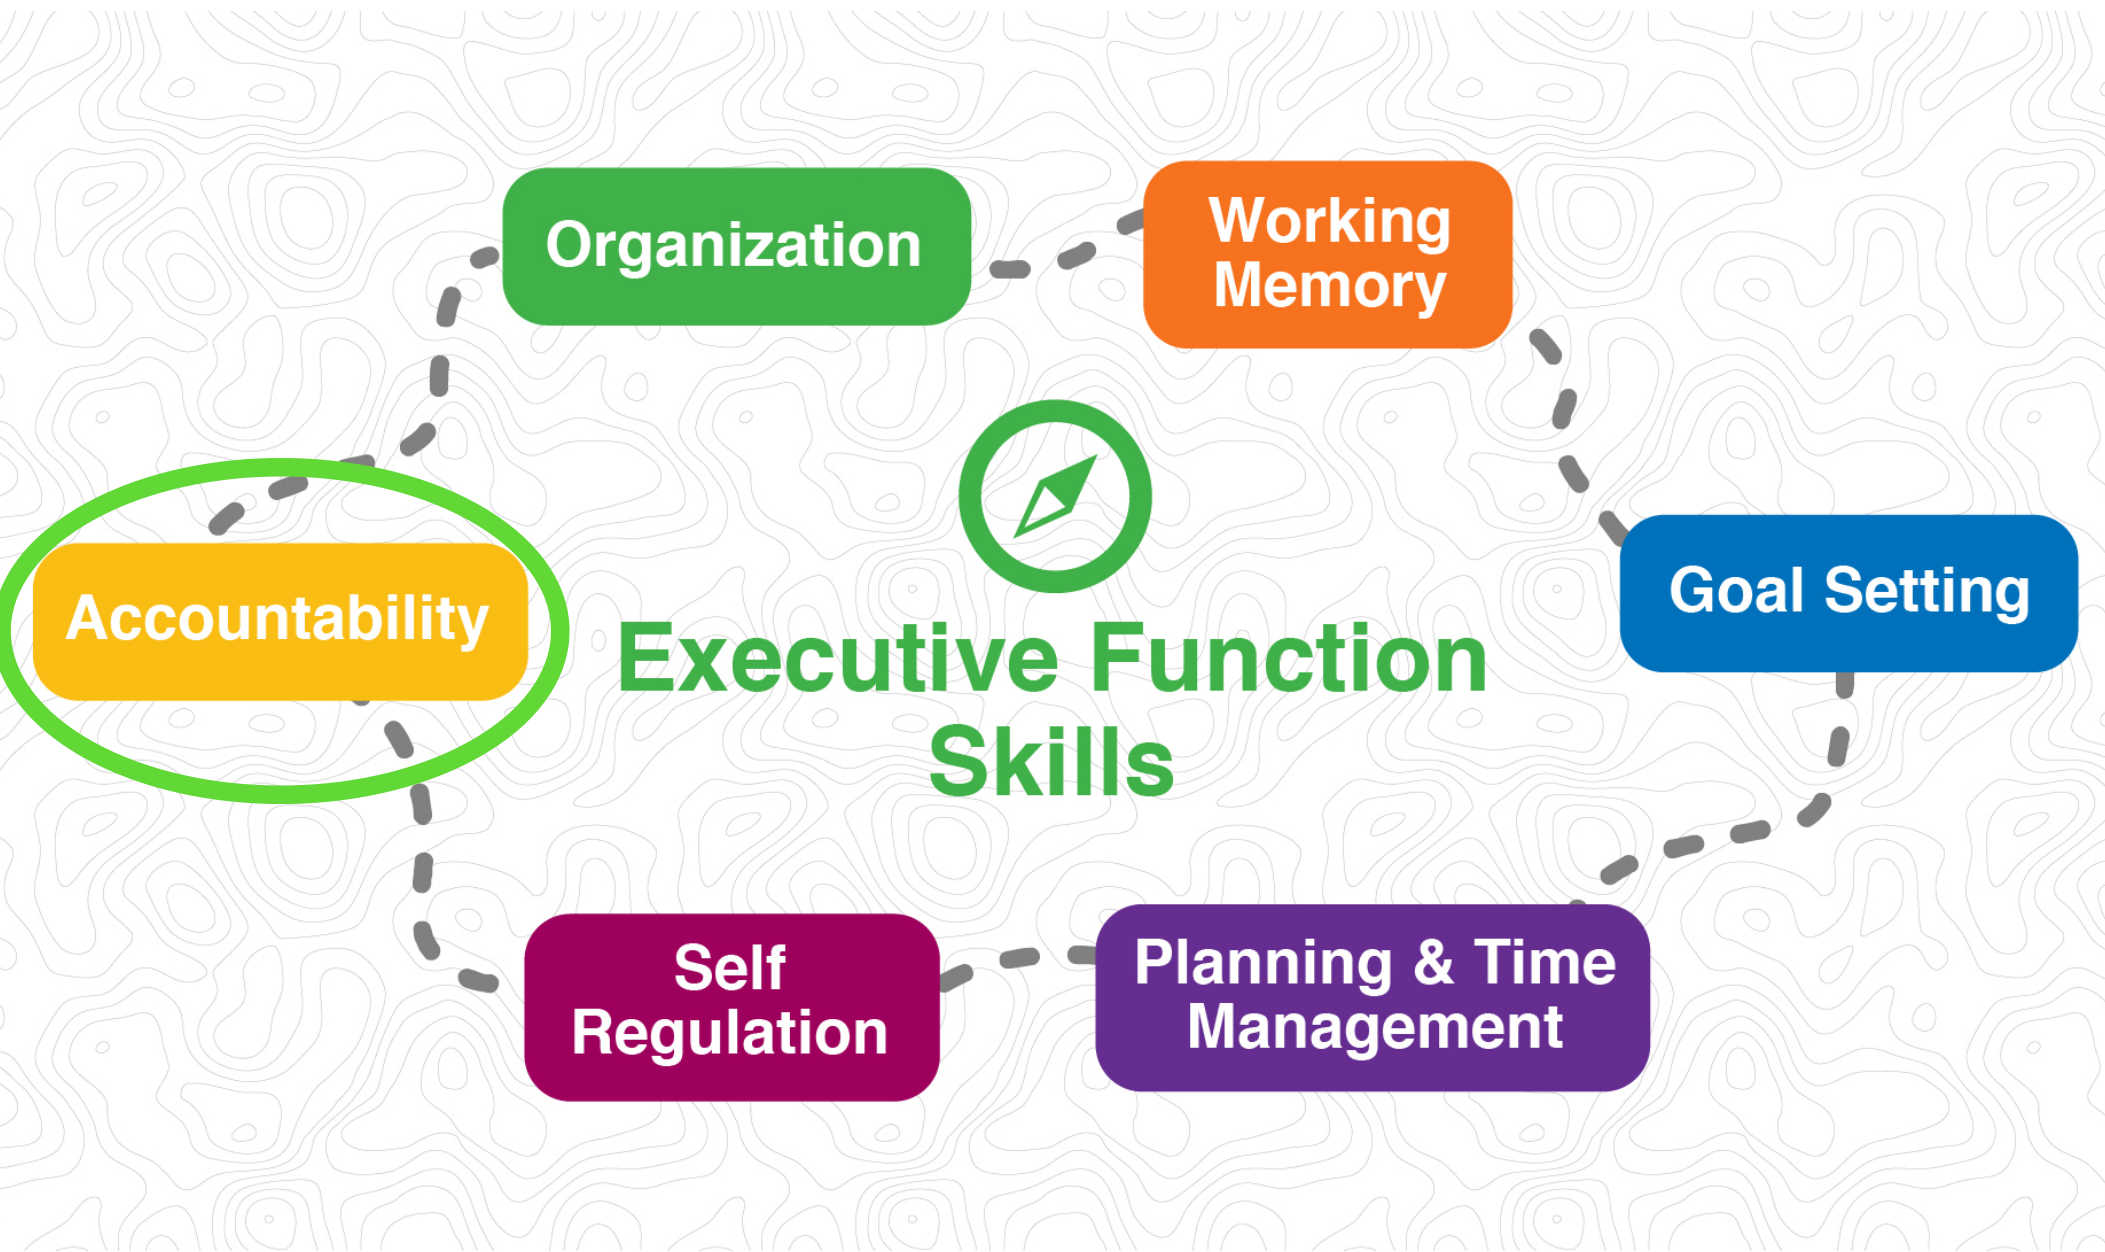 Organization
Working
Memory
Accountability
Goal Setting
Executive Function
Skills
Self
Regulation
Planning & Time
Management